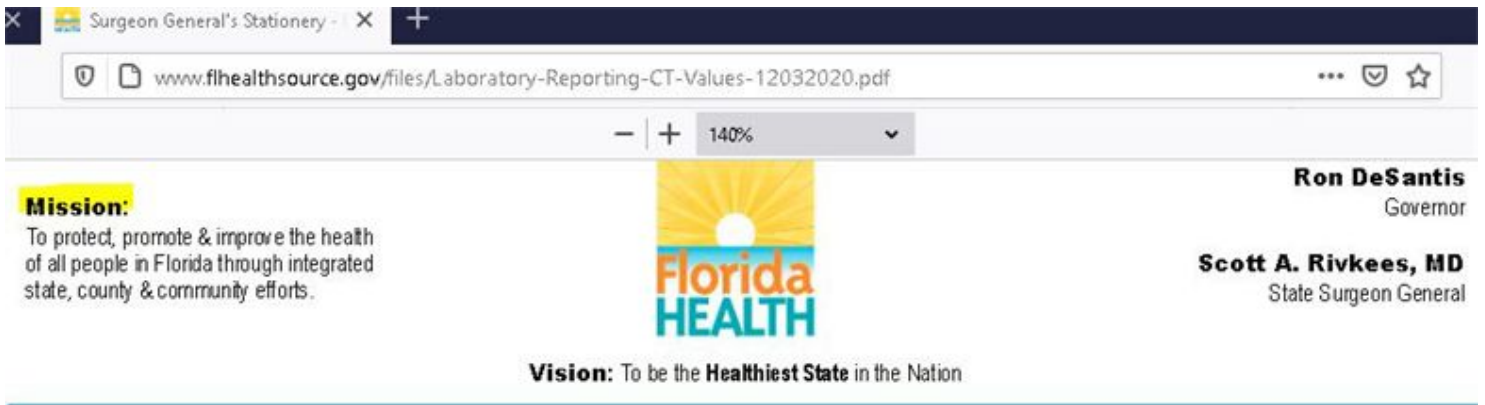 Surgeon General's Stationery -
www.flhealthsource.gov/files/Laboratory-Reporting-CT-Values-12032020.pdf
140%
Mission:
To protect, promote & improve the health
of all people in Florida through integrated
state, county & community efforts.
Florida
HEALTH
Ron DeSantis
Governor
Scott A. Rivkees, MD
State Surgeon General
Vision: To be the Healthiest State in the Nation